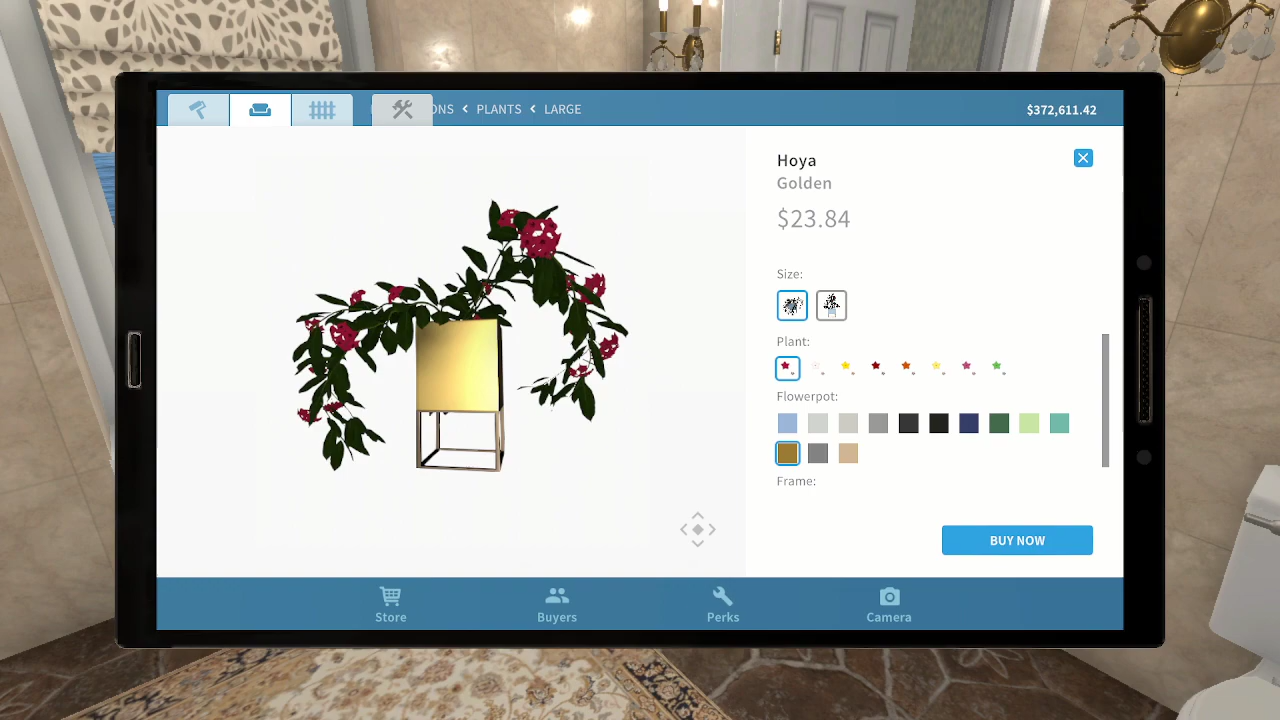 ONS < PLANTS < LARGE
$372,611.42
Hoya
Golden
$23.84
Size:
Plant:
Flowerpot:
Frame:
BUY NOW
Store
Buyers
Perks
Camera